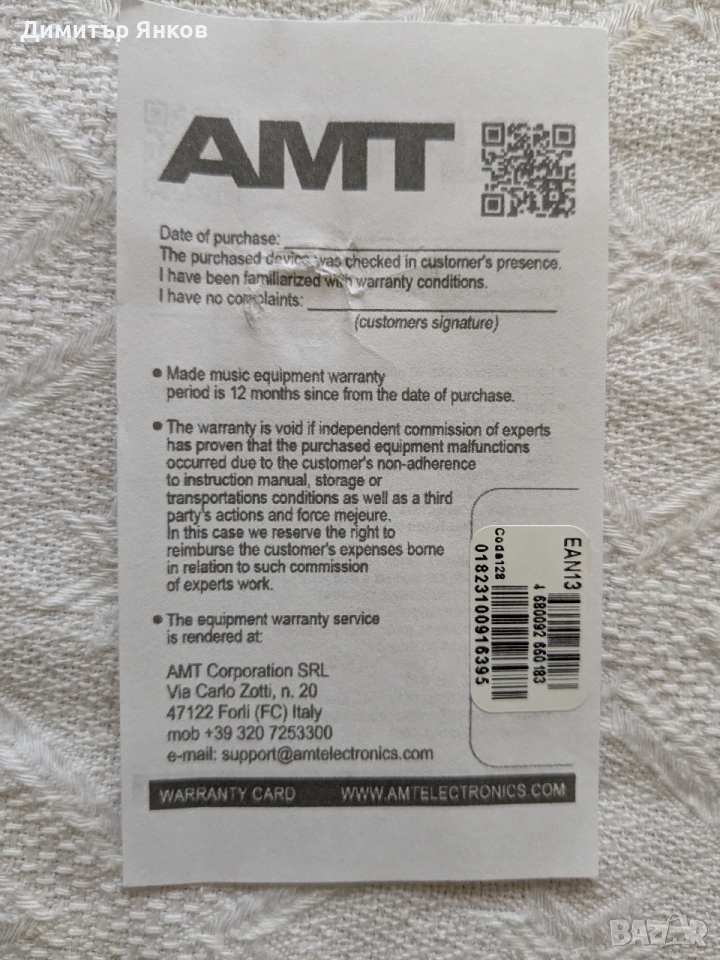 Димитър Янков
AMT
Date of purchase:
The purchased device was checked in customer's presence.
I have been familiarized with warranty conditions.
I have no complaints:
(customers signature)
• Made music equipment warranty
period is 12 months since from the date of purchase.
• The warranty is void if independent commission of experts
has proven that the purchased equipment malfunctions
occurred due to the customer's non-adherence
to instruction manual, storage or
transportations conditions as well as a third
party's actions and force mejeure.
In this case we reserve the right to
reimburse the customer's expenses borne
in relation to such commission
of experts work.
• The equipment warranty service
is rendered at:
AMT Corporation SRL
Via Carlo Zotti, n. 20
47122 Forli (FC) Italy
mob +39 320 7253300
e-mail: support@amtelectronics.com
EAN13
4 680092 650183
Code128
01823100916395
WARRANTY CARD WWW.AMTELECTRONICS.COM
BAZAR